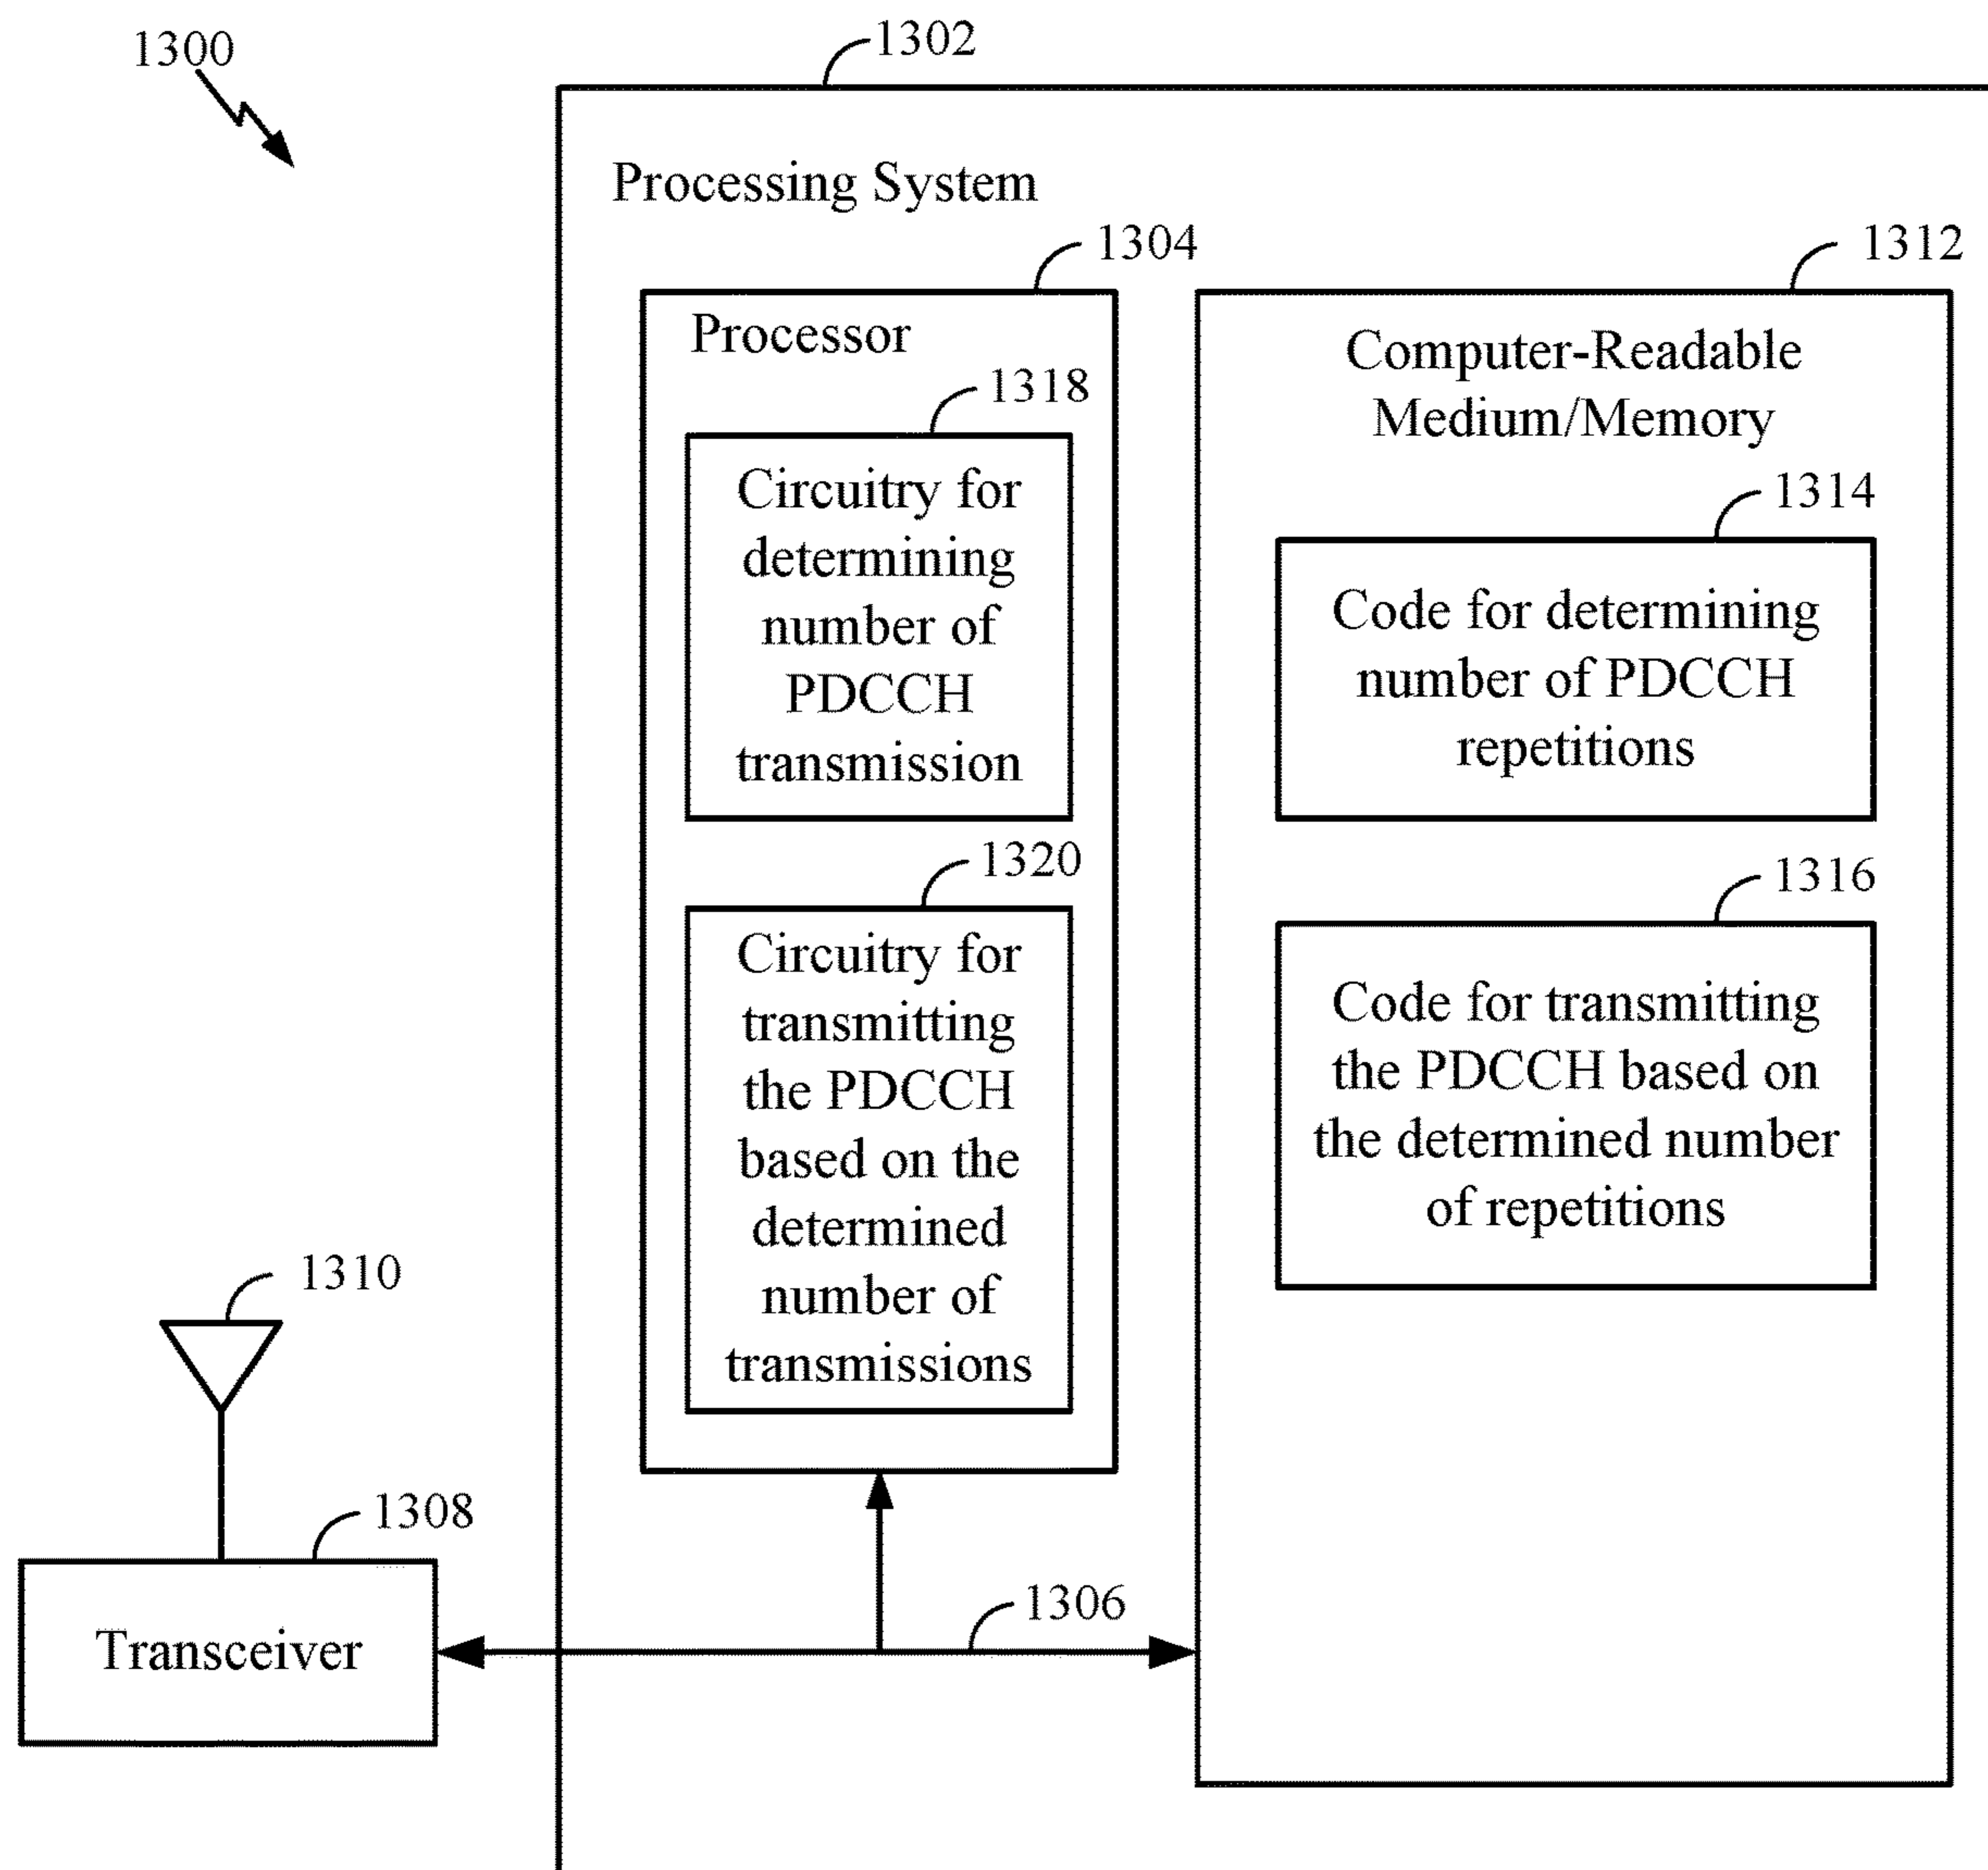 1300
1302
Processing System
1304
1312
Processor
Computer-Readable
Medium/Memory
1318
Circuitry for
determining
number of
PDCCH
transmission
1314
Code for determining
number of PDCCH
repetitions
1320
Circuitry for
transmitting
the PDCCH
based on the
determined
number of
transmissions
1316
Code for transmitting
the PDCCH based on
the determined number
of repetitions
1310
1308
Transceiver
1306